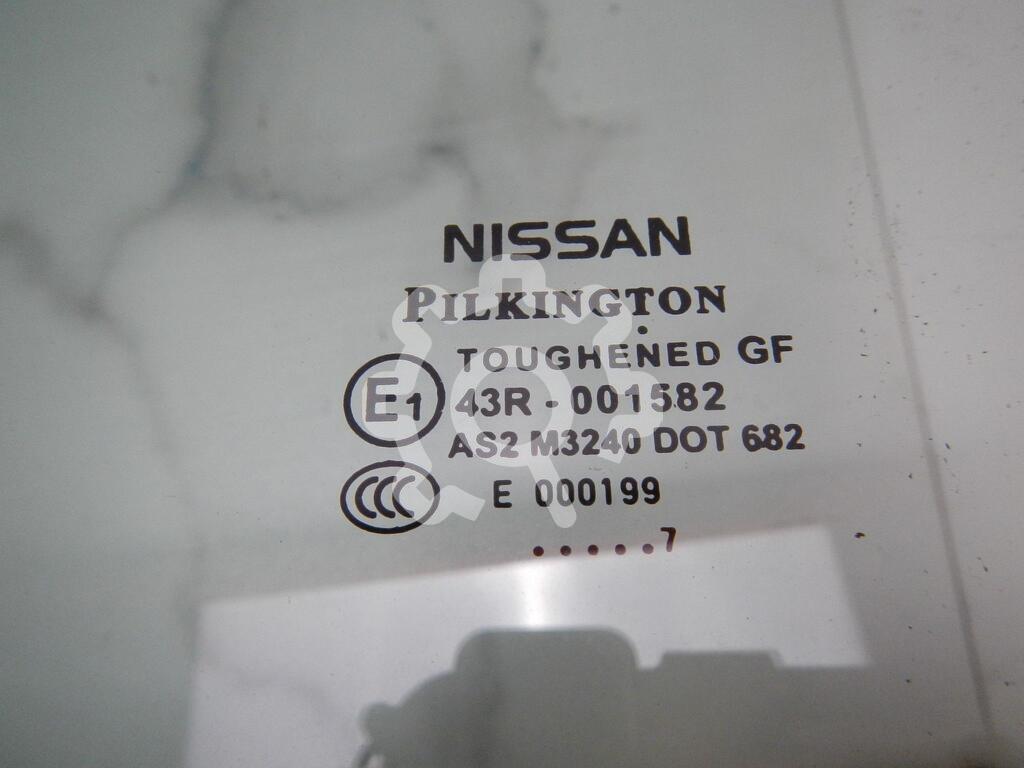 NISSAN
PILKINGTON
TOUGHENED GF
E1 43R - 001582
AS2 M3240 DOT 682
CCC E 000199
.....7